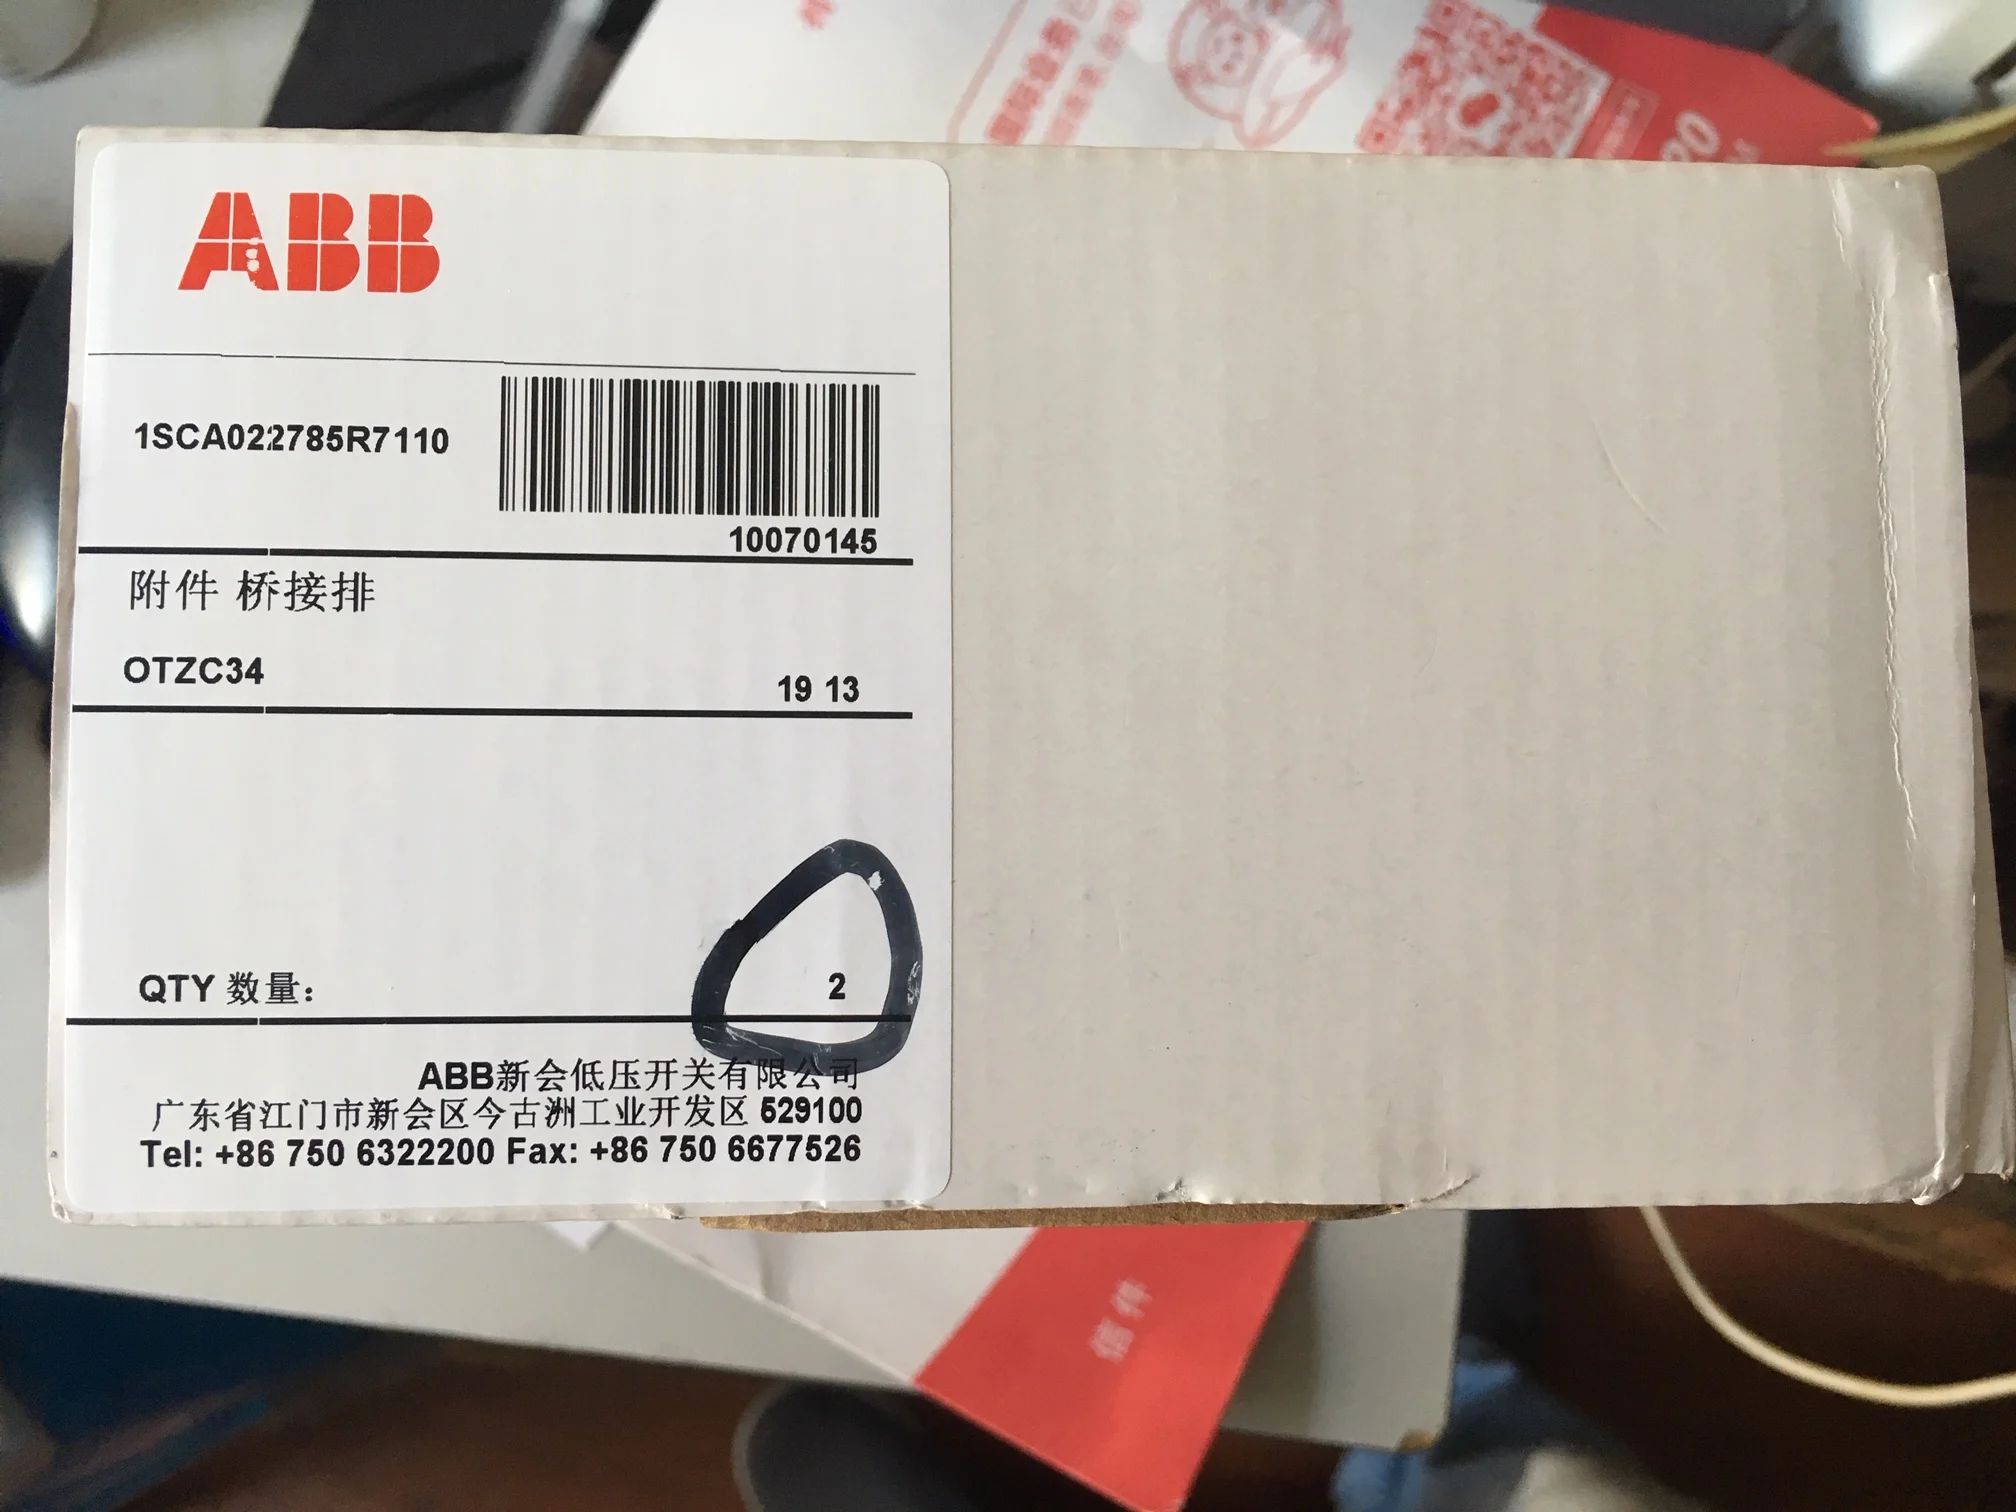 ABB
1SCA022785R7110
10070145
附件 桥接排
OTZC34
19 13
QTY 数量:
2
ABB新会低压开关有限公司
广东省江门市新会区今古洲工业开发区 529100
Tel: +86 750 6322200 Fax: +86 750 6677526